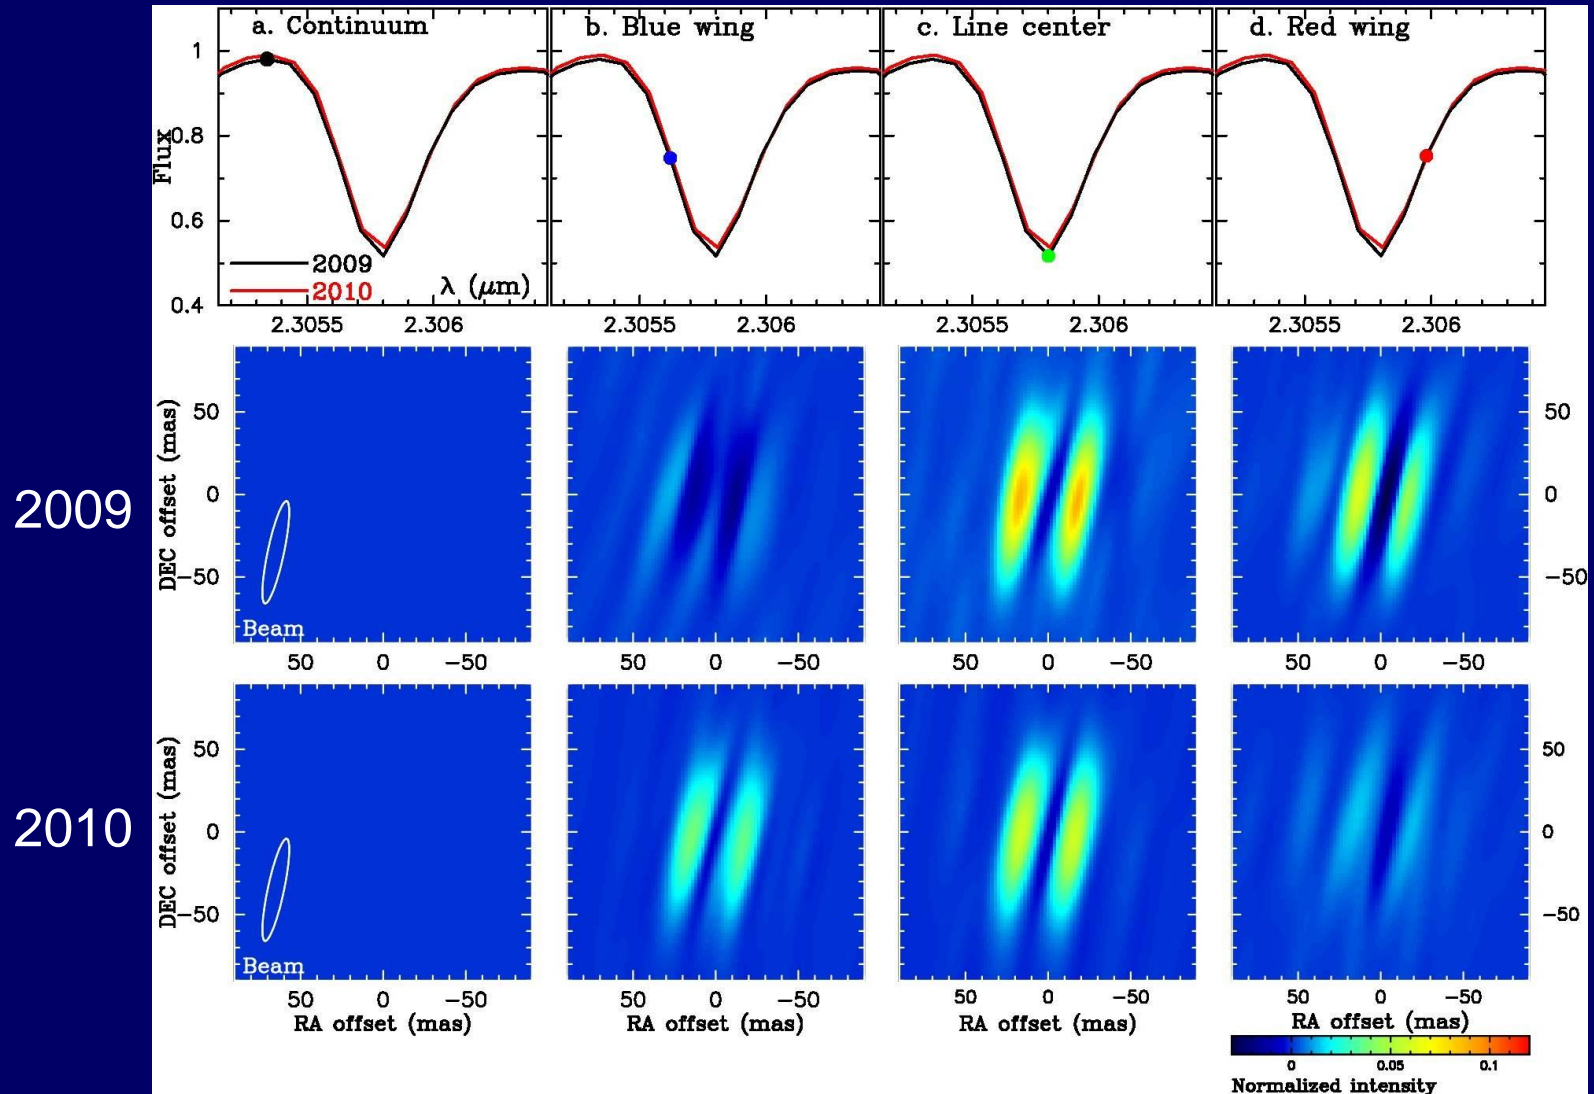 a. Continuum b. Blue wing c. Line center d. Red wing
1
0.8
0.6
0.4
Flux
2009
2010
λ (μm)
2.3055 2.306 2.3055 2.306 2.3055 2.306 2.3055 2.306
2009
DEC offset (mas)
50
0
−50
Beam
50
0
−50
50 0 −50 50 0 −50 50 0 −50 50 0 −50
2010
DEC offset (mas)
50
0
−50
Beam
50
0
−50
50 0 −50 50 0 −50 50 0 −50 50 0 −50
RA offset (mas) RA offset (mas) RA offset (mas) RA offset (mas)
0 0.05 0.1
Normalized intensity